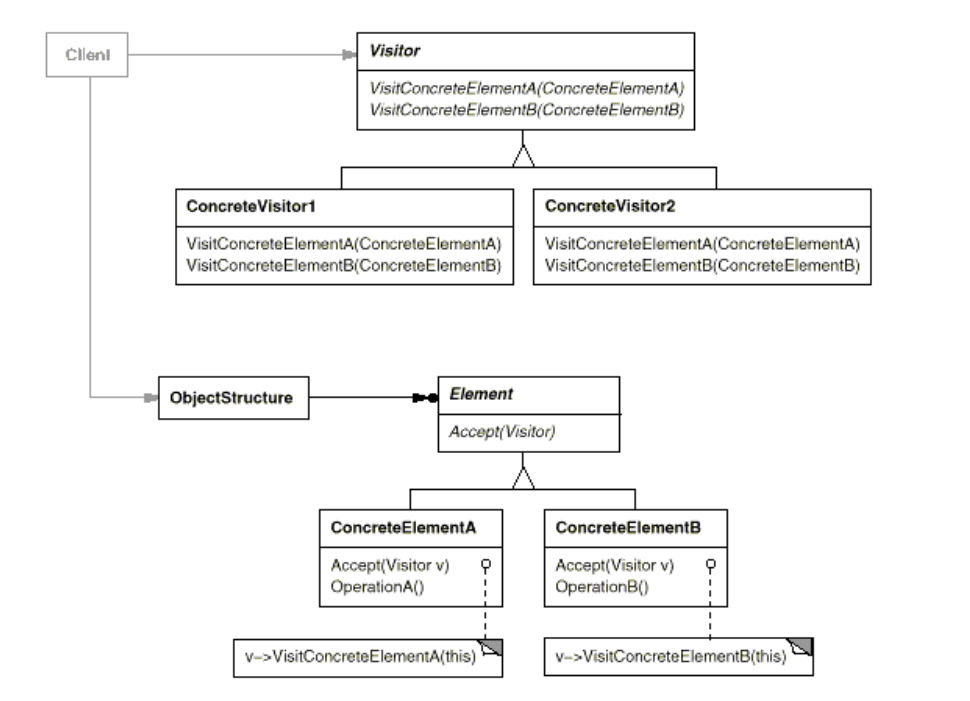 Client
Visitor
VisitConcreteElementA(ConcreteElementA)
VisitConcreteElementB(ConcreteElementB)
ConcreteVisitor1
VisitConcreteElementA(ConcreteElementA)
VisitConcreteElementB(ConcreteElementB)
ConcreteVisitor2
VisitConcreteElementA(ConcreteElementA)
VisitConcreteElementB(ConcreteElementB)
ObjectStructure
Element
Accept(Visitor)
ConcreteElementA
Accept(Visitor v)
OperationA()
ConcreteElementB
Accept(Visitor v)
OperationB()
v–>VisitConcreteElementA(this)
v–>VisitConcreteElementB(this)